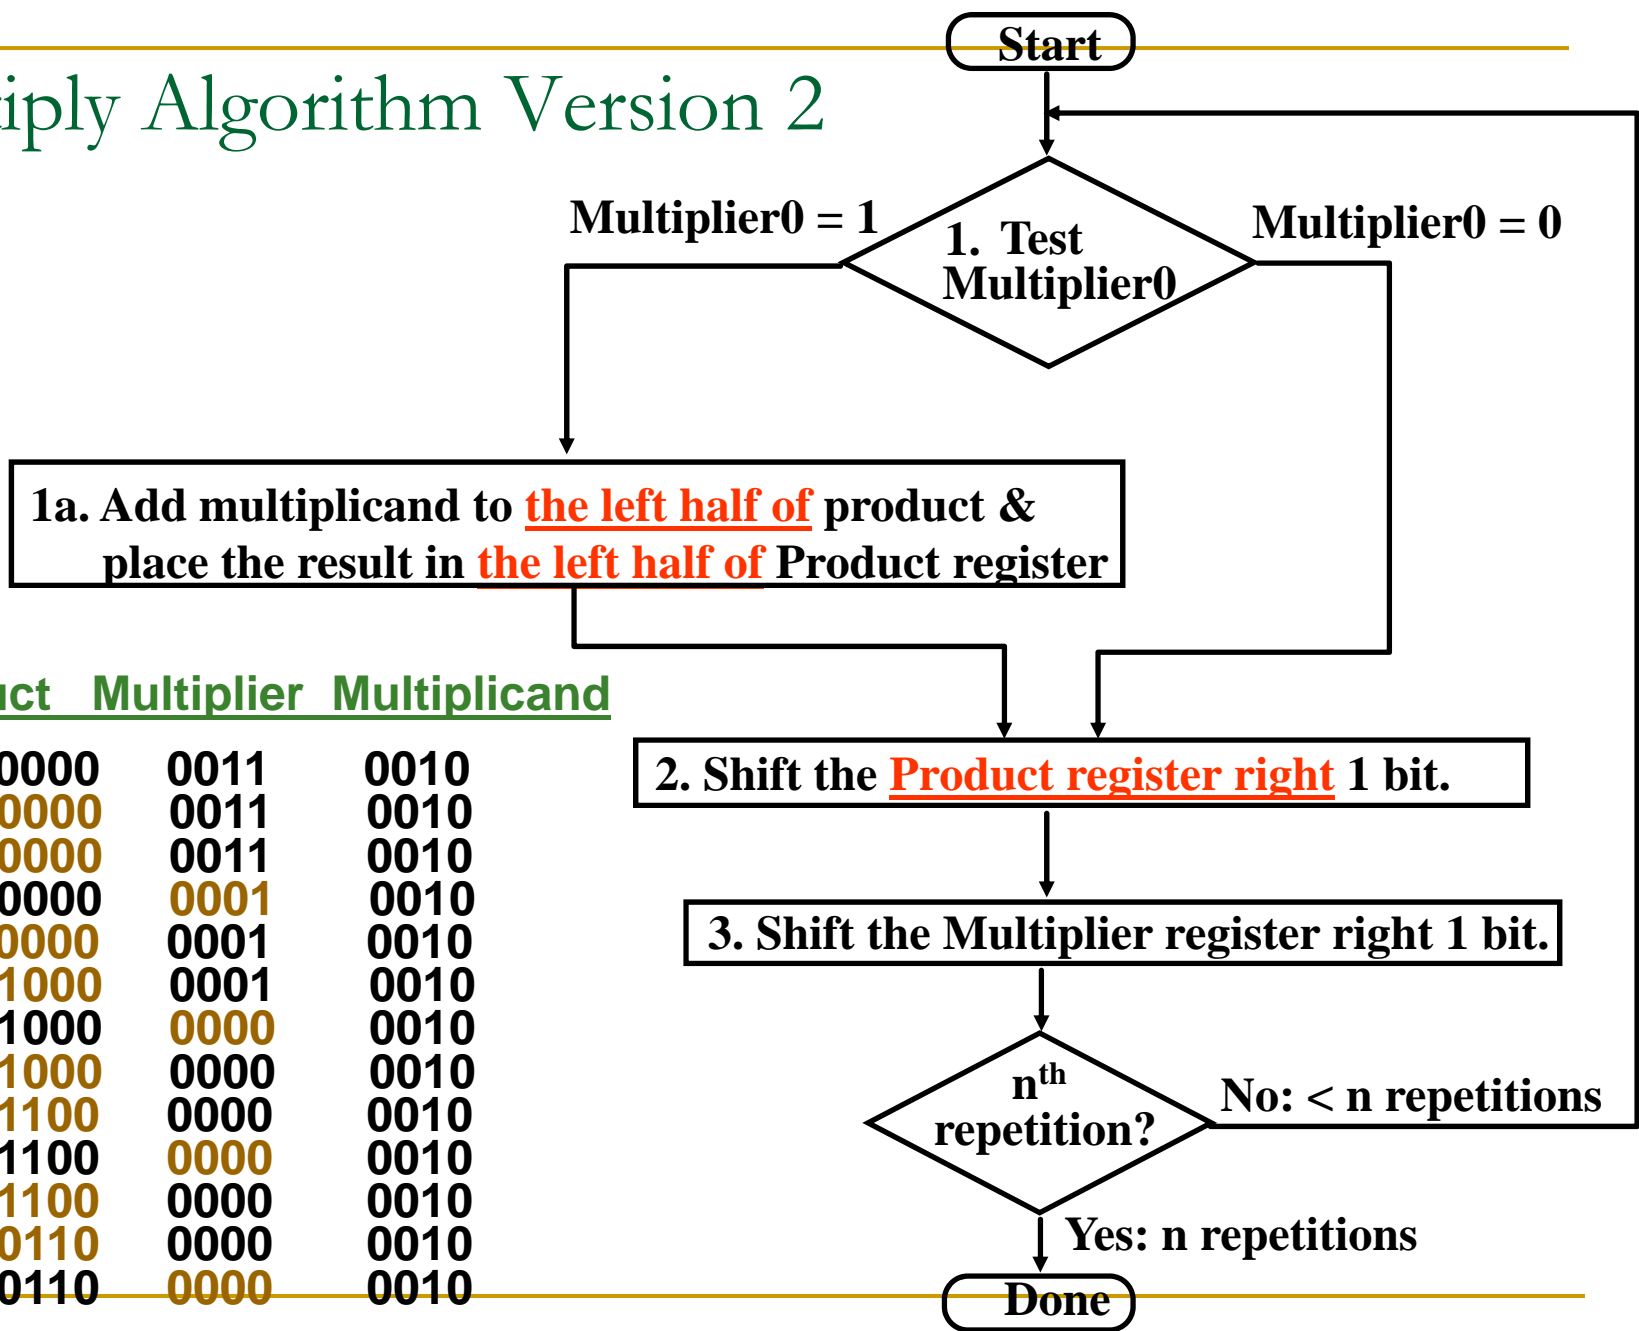 Start
iply Algorithm Version 2
Multiplier0 = 1
1. Test
Multiplier0
Multiplier0 = 0
1a. Add multiplicand to the left half of product &
place the result in the left half of Product register
uct Multiplier Multiplicand
0000 0011 0010
0000 0011 0010
0000 0011 0010
0000 0001 0010
0000 0001 0010
1000 0001 0010
1000 0000 0010
1000 0000 0010
1100 0000 0010
1100 0000 0010
1100 0000 0010
0110 0000 0010
0110 0000 0010
2. Shift the Product register right 1 bit.
3. Shift the Multiplier register right 1 bit.
nth
repetition?
No: < n repetitions
Yes: n repetitions
Done